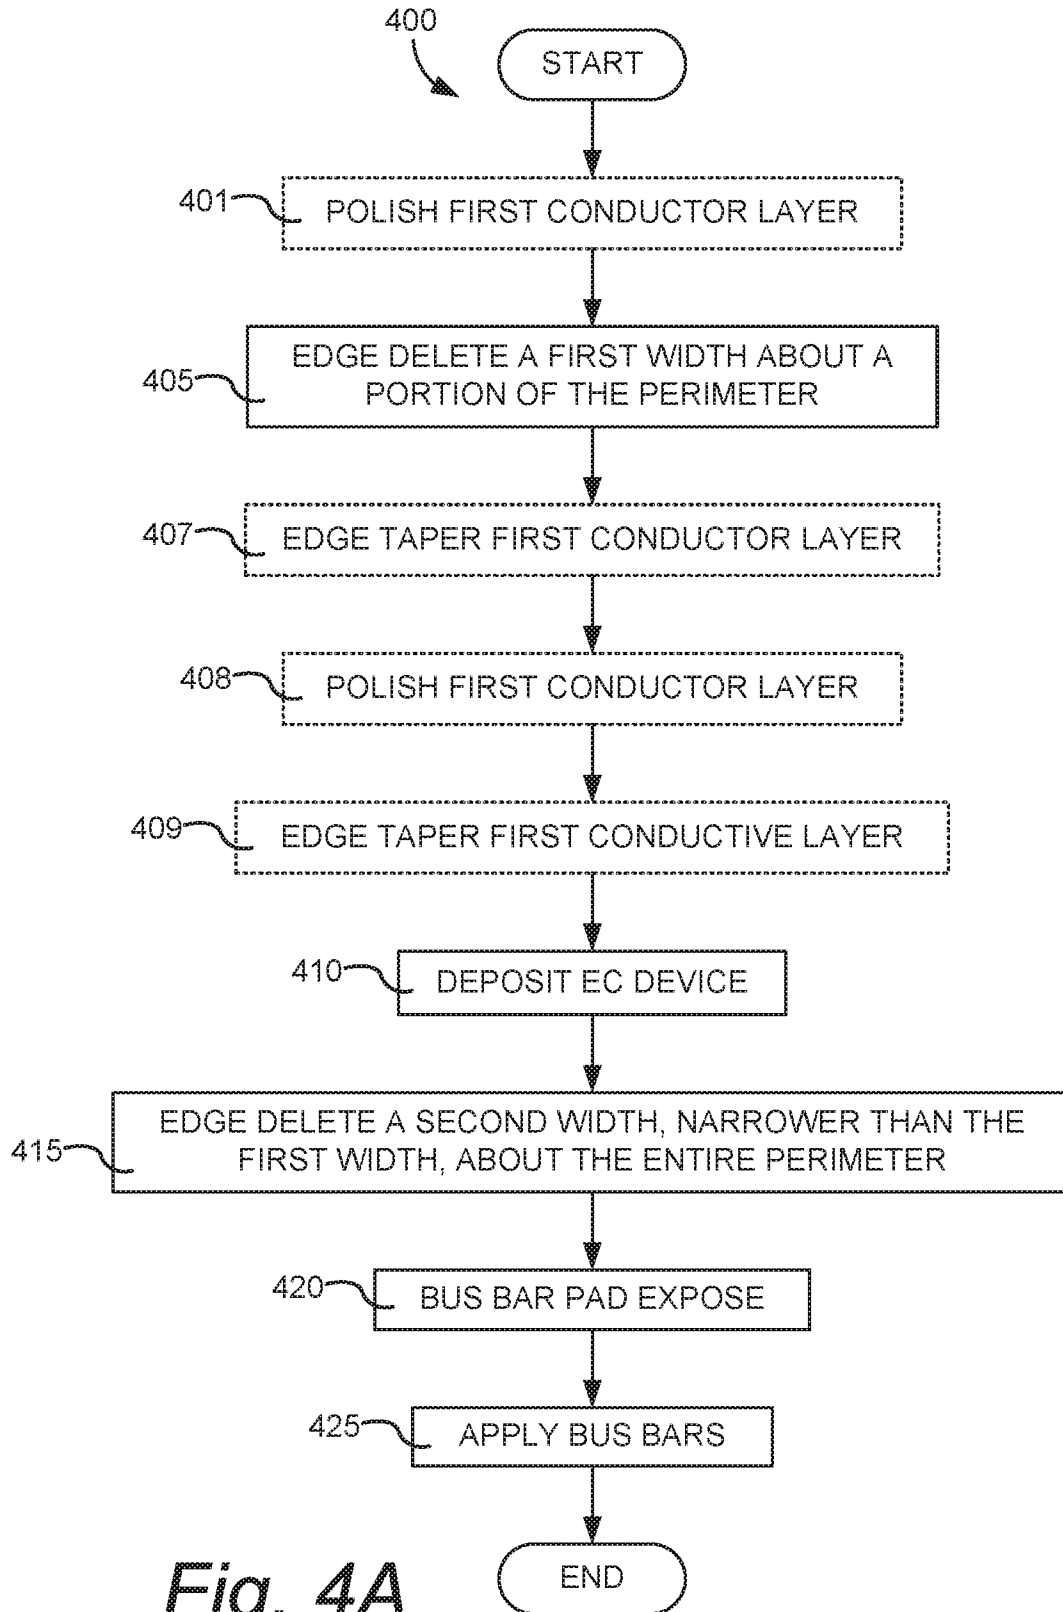 400
START
401
POLISH FIRST CONDUCTOR LAYER
405
EDGE DELETE A FIRST WIDTH ABOUT A
PORTION OF THE PERIMETER
407
EDGE TAPER FIRST CONDUCTOR LAYER
408
POLISH FIRST CONDUCTOR LAYER
409
EDGE TAPER FIRST CONDUCTIVE LAYER
410
DEPOSIT EC DEVICE
415
EDGE DELETE A SECOND WIDTH, NARROWER THAN THE
FIRST WIDTH, ABOUT THE ENTIRE PERIMETER
420
BUS BAR PAD EXPOSE
425
APPLY BUS BARS
END
Fig. 4A